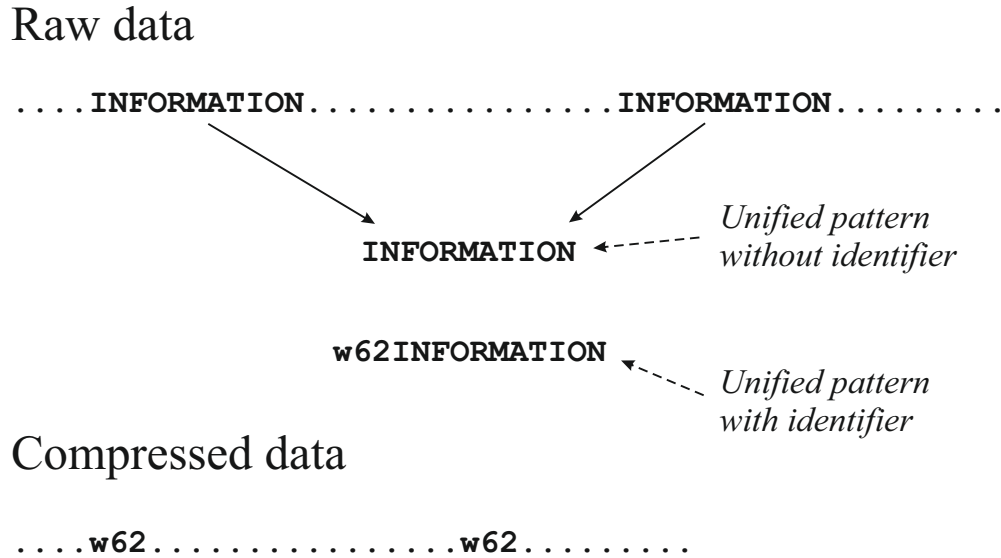 Raw data
....INFORMATION................INFORMATION.........
Unified pattern
without identifier
INFORMATION
w62INFORMATION
Unified pattern
with identifier
Compressed data
....w62................w62.........